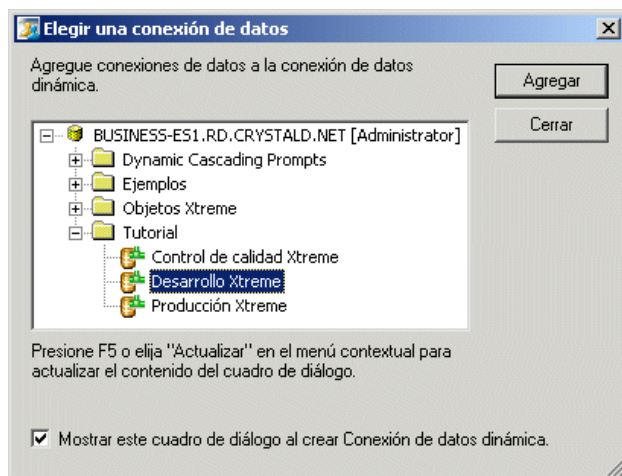 Elegir una conexión de datos
Agregue conexiones de datos a la conexión de datos
dinámica.
Agregar
Cerrar
BUSINESS-ES1.RD.CRYSTALD.NET [Administrator]
Dynamic Cascading Prompts
Ejemplos
Objetos Xtreme
Tutorial
Control de calidad Xtreme
Desarrollo Xtreme
Producción Xtreme
Presione F5 o elija "Actualizar" en el menú contextual para
actualizar el contenido del cuadro de diálogo.
Mostrar este cuadro de diálogo al crear Conexión de datos dinámica.